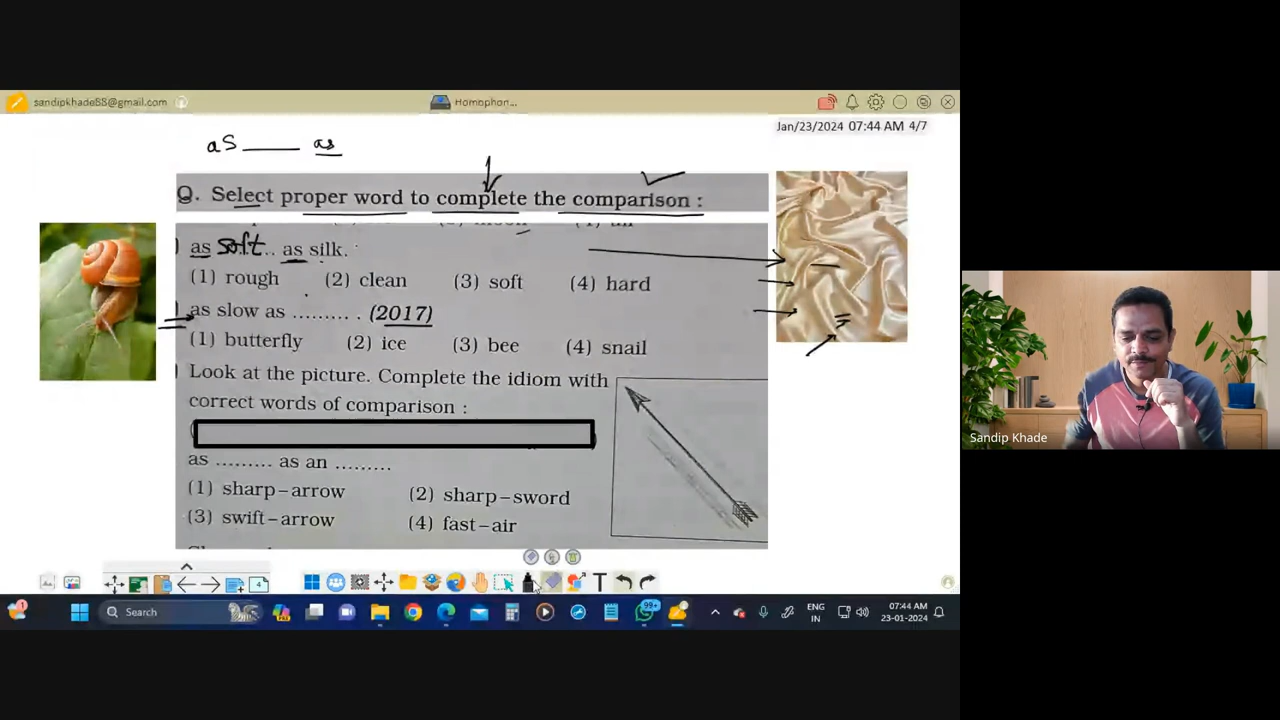 sandipkhade88@gmail.com
Homophon...
Jan/23/2024 07:44 AM 4/7
as ____ as
Q. Select proper word to complete the comparison :
as soft... as silk.
(1) rough (2) clean (3) soft (4) hard
as slow as ......... . (2017)
(1) butterfly (2) ice (3) bee (4) snail
Look at the picture. Complete the idiom with
correct words of comparison :
as ......... as an .........
(1) sharp–arrow (2) sharp–sword
(3) swift–arrow (4) fast–air
Sandip Khade
4
T
1
Search
99+
ENG
IN
07:44 AM
23-01-2024